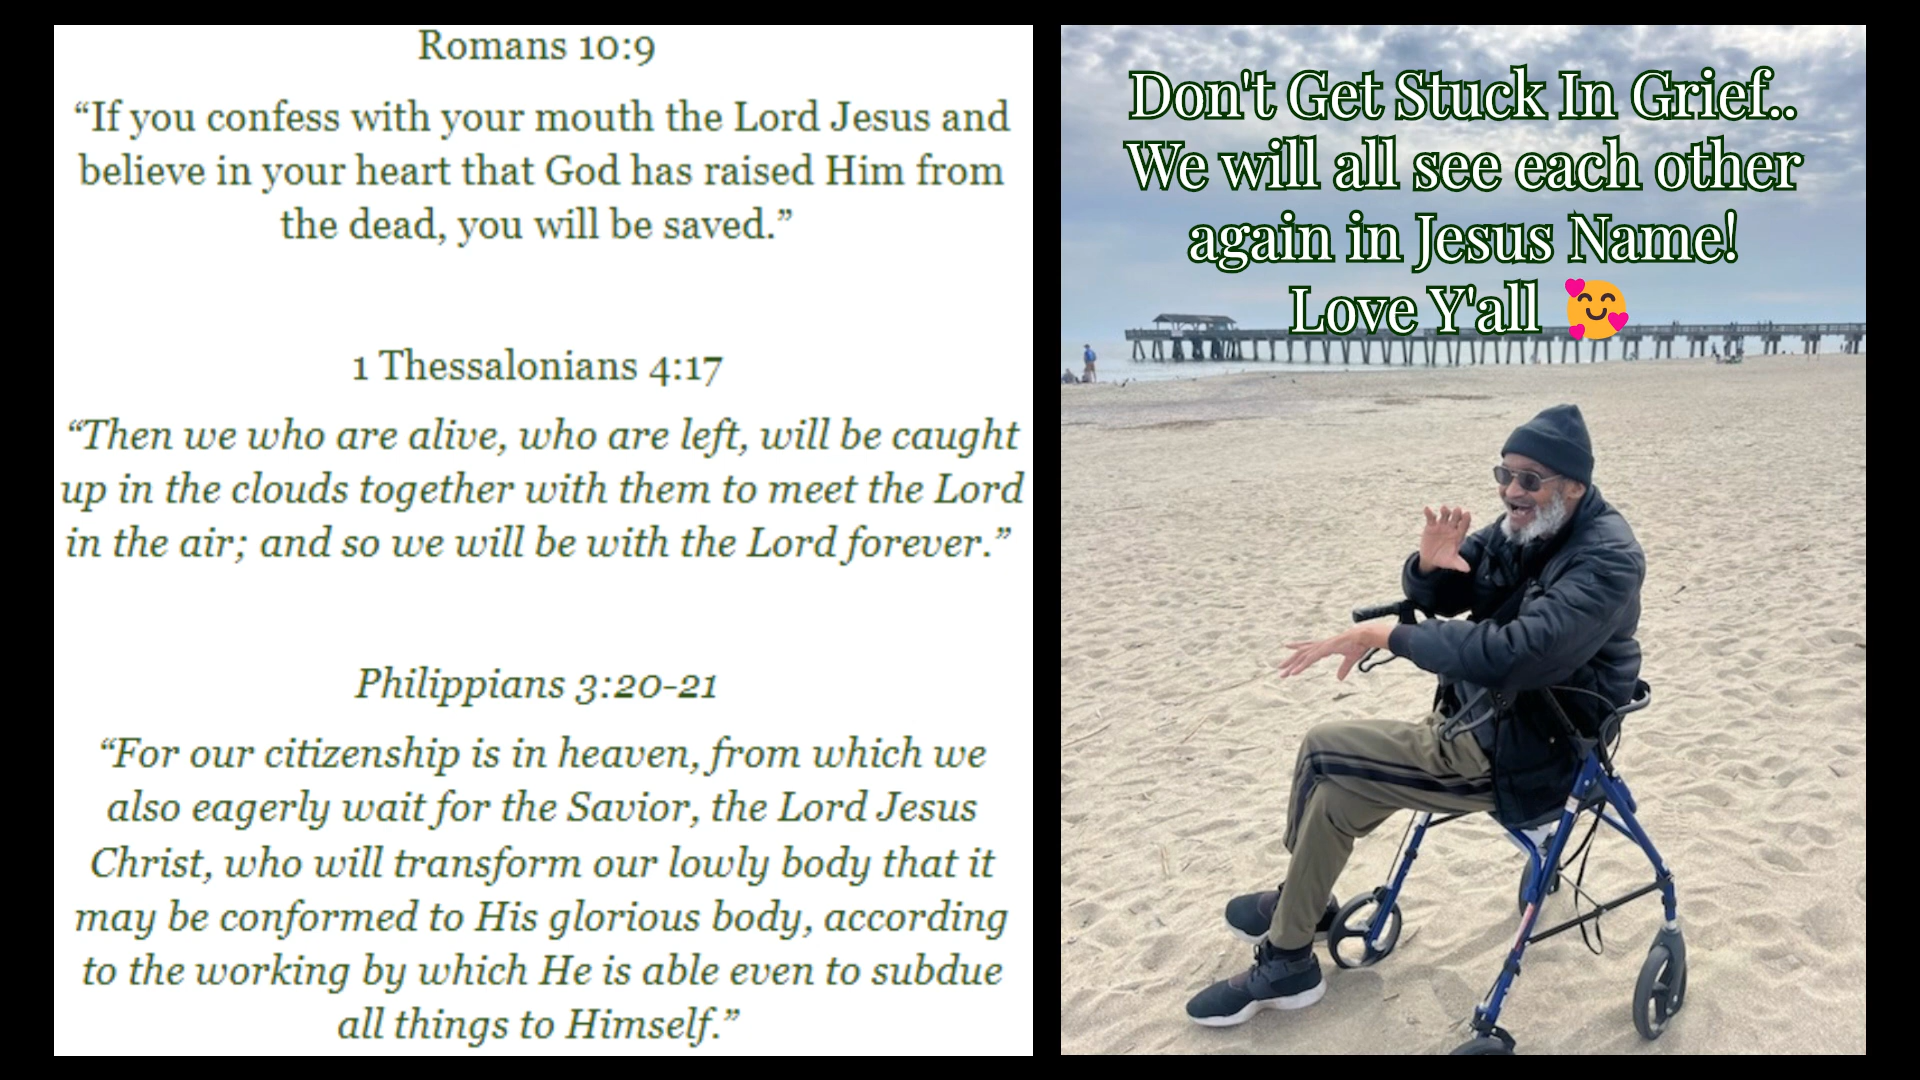 Romans 10:9
“If you confess with your mouth the Lord Jesus and
believe in your heart that God has raised Him from
the dead, you will be saved.”
1 Thessalonians 4:17
“Then we who are alive, who are left, will be caught
up in the clouds together with them to meet the Lord
in the air; and so we will be with the Lord forever.”
Philippians 3:20-21
“For our citizenship is in heaven, from which we
also eagerly wait for the Savior, the Lord Jesus
Christ, who will transform our lowly body that it
may be conformed to His glorious body, according
to the working by which He is able even to subdue
all things to Himself.”
Don't Get Stuck In Grief..
We will all see each other
again in Jesus Name!
Love Y'all 🥰